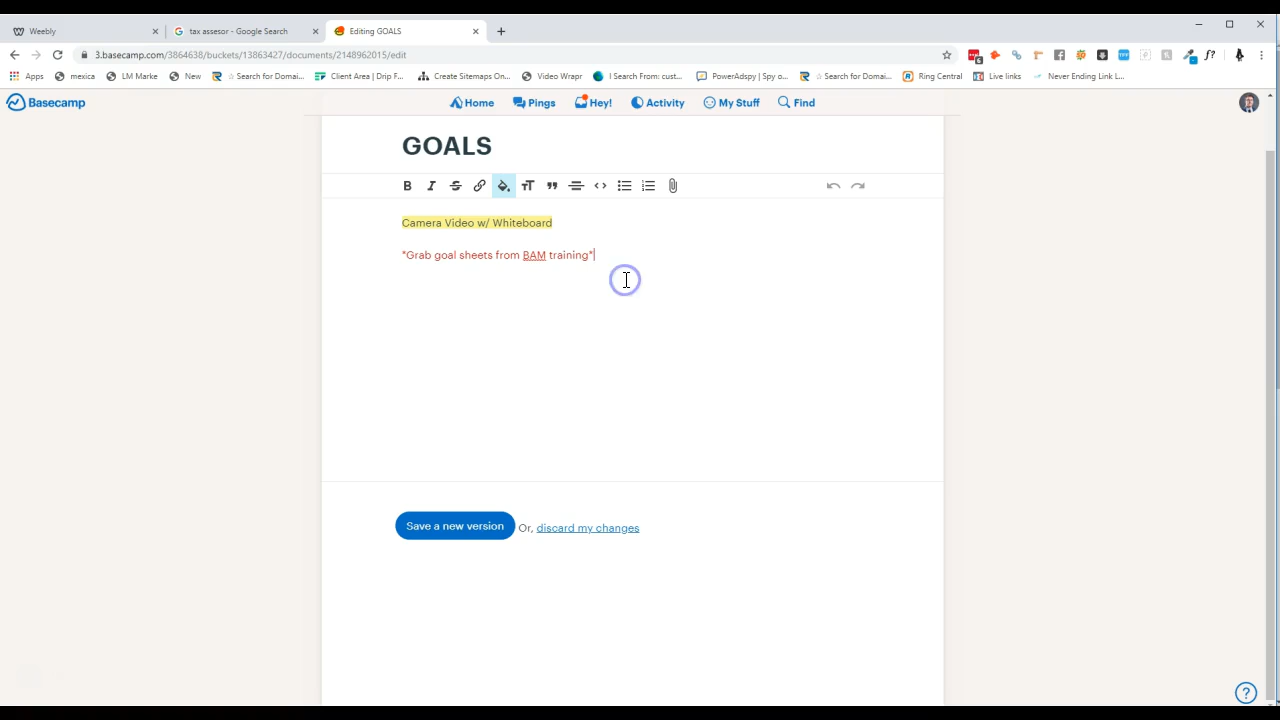 Weebly
tax assesor - Google Search
Editing GOALS
3.basecamp.com/3864638/buckets/13863427/documents/2148962015/edit
Apps mexica LM Marke New Search for Domai... Client Area | Drip F... Create Sitemaps On... Video Wrapr I Search From: cust... PowerAdspy | Spy o... Search for Domai... Ring Central Live links Never Ending Link L...
Basecamp Home Pings Hey! Activity My Stuff Find
GOALS
Camera Video w/ Whiteboard
*Grab goal sheets from BAM training*
Save a new version Or, discard my changes